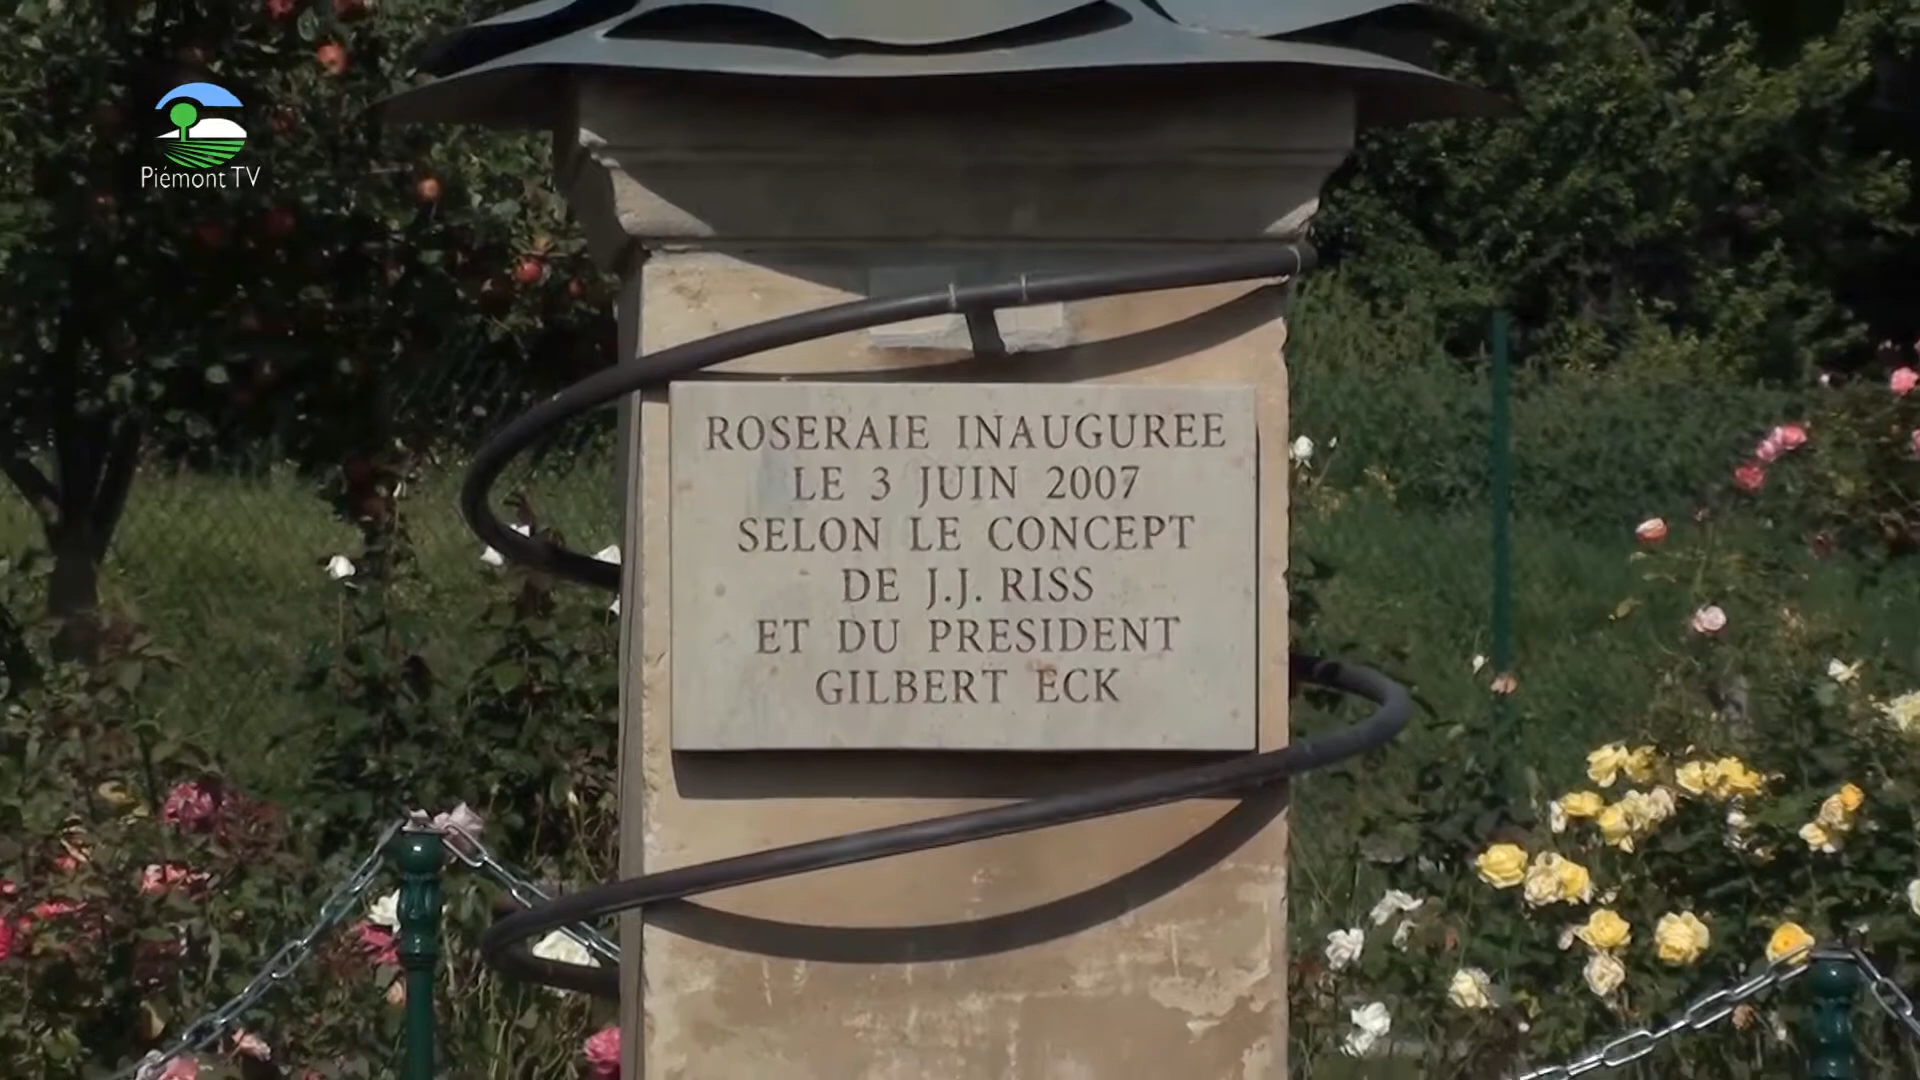 Piémont TV
ROSERAIE INAUGUREE
LE 3 JUIN 2007
SELON LE CONCEPT
DE J.J. RISS
ET DU PRESIDENT
GILBERT ECK